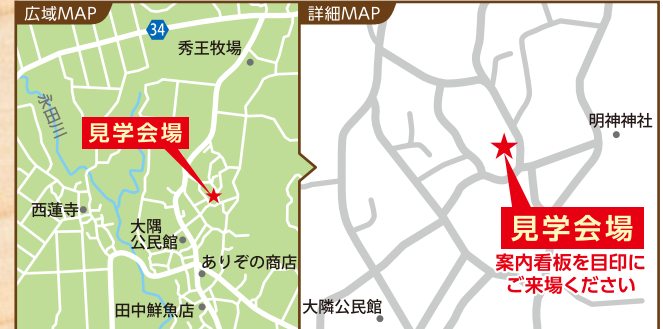 広域MAP
34
秀王牧場
永田川
見学会場
西蓮寺
大隅
公民館
ありぞの商店
田中鮮魚店
詳細MAP
明神神社
見学会場
案内看板を目印に
ご来場ください
大隣公民館